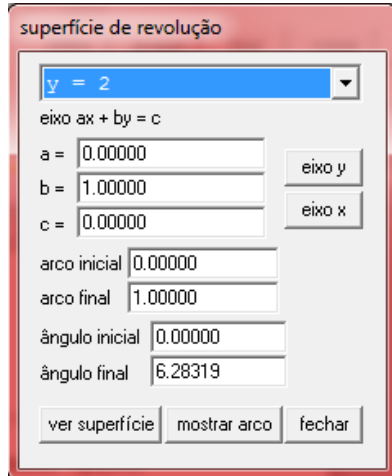 superfície de revolução
y = 2
eixo ax + by = c
a = 0.00000
eixo y
b = 1.00000
eixo x
c = 0.00000
arco inicial 0.00000
arco final 1.00000
ângulo inicial 0.00000
ângulo final 6.28319
ver superfície mostrar arco fechar